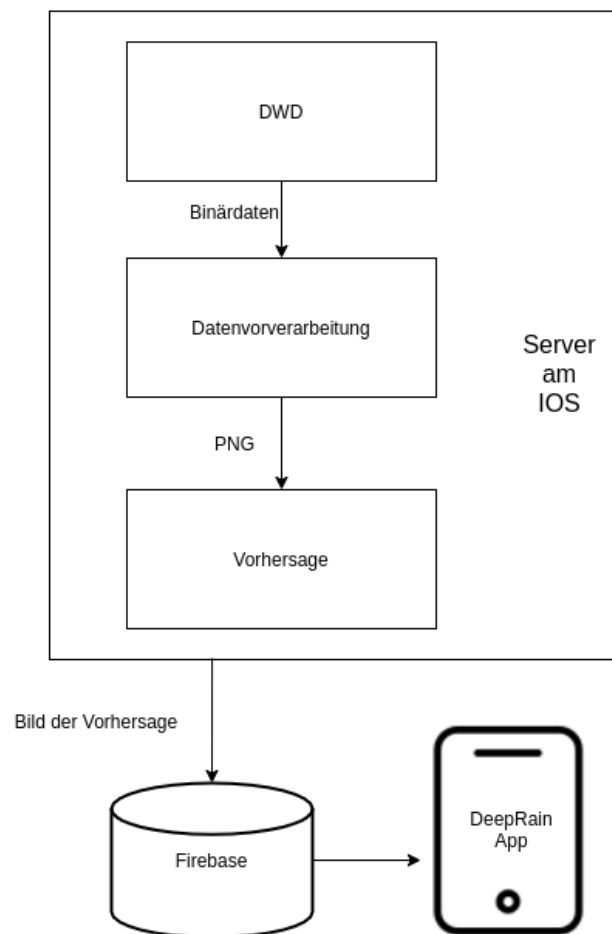 DWD
Binärdaten
Datenvorverarbeitung
Server
am
IOS
PNG
Vorhersage
Bild der Vorhersage
Firebase
DeepRain
App